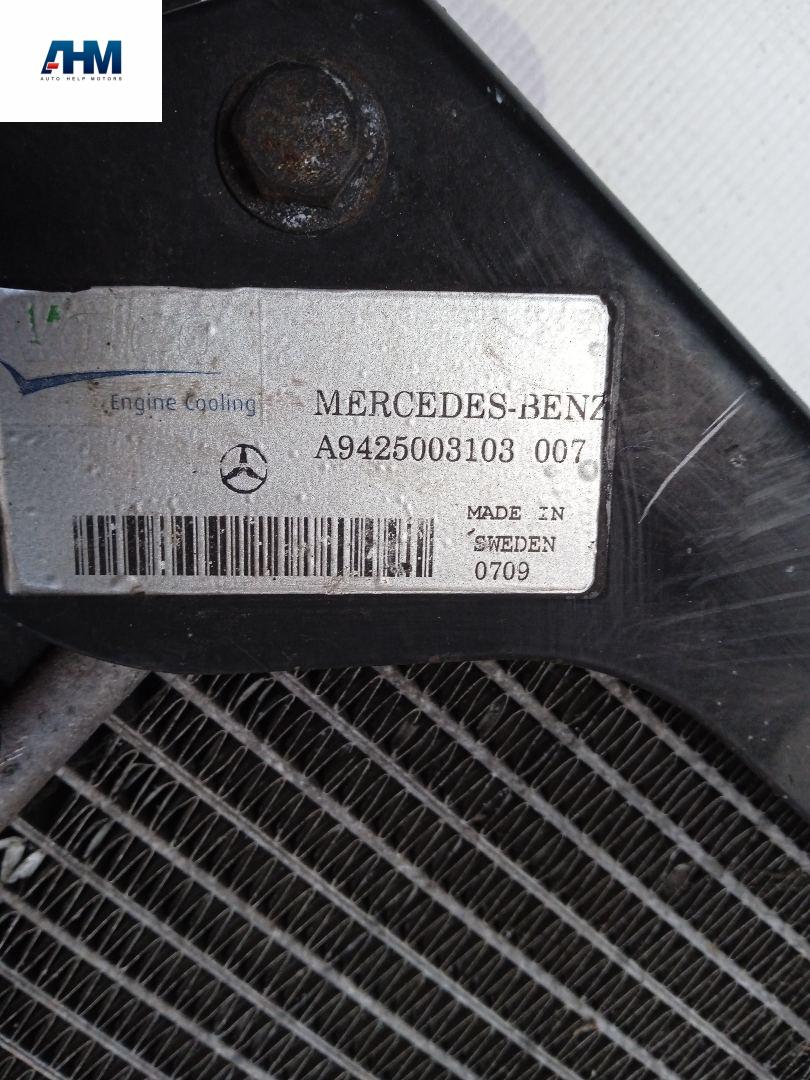 AHM
AUTO HELP MOTORS
Engine Cooling
MERCEDES-BENZ
A9425003103 007
MADE IN
SWEDEN
0709